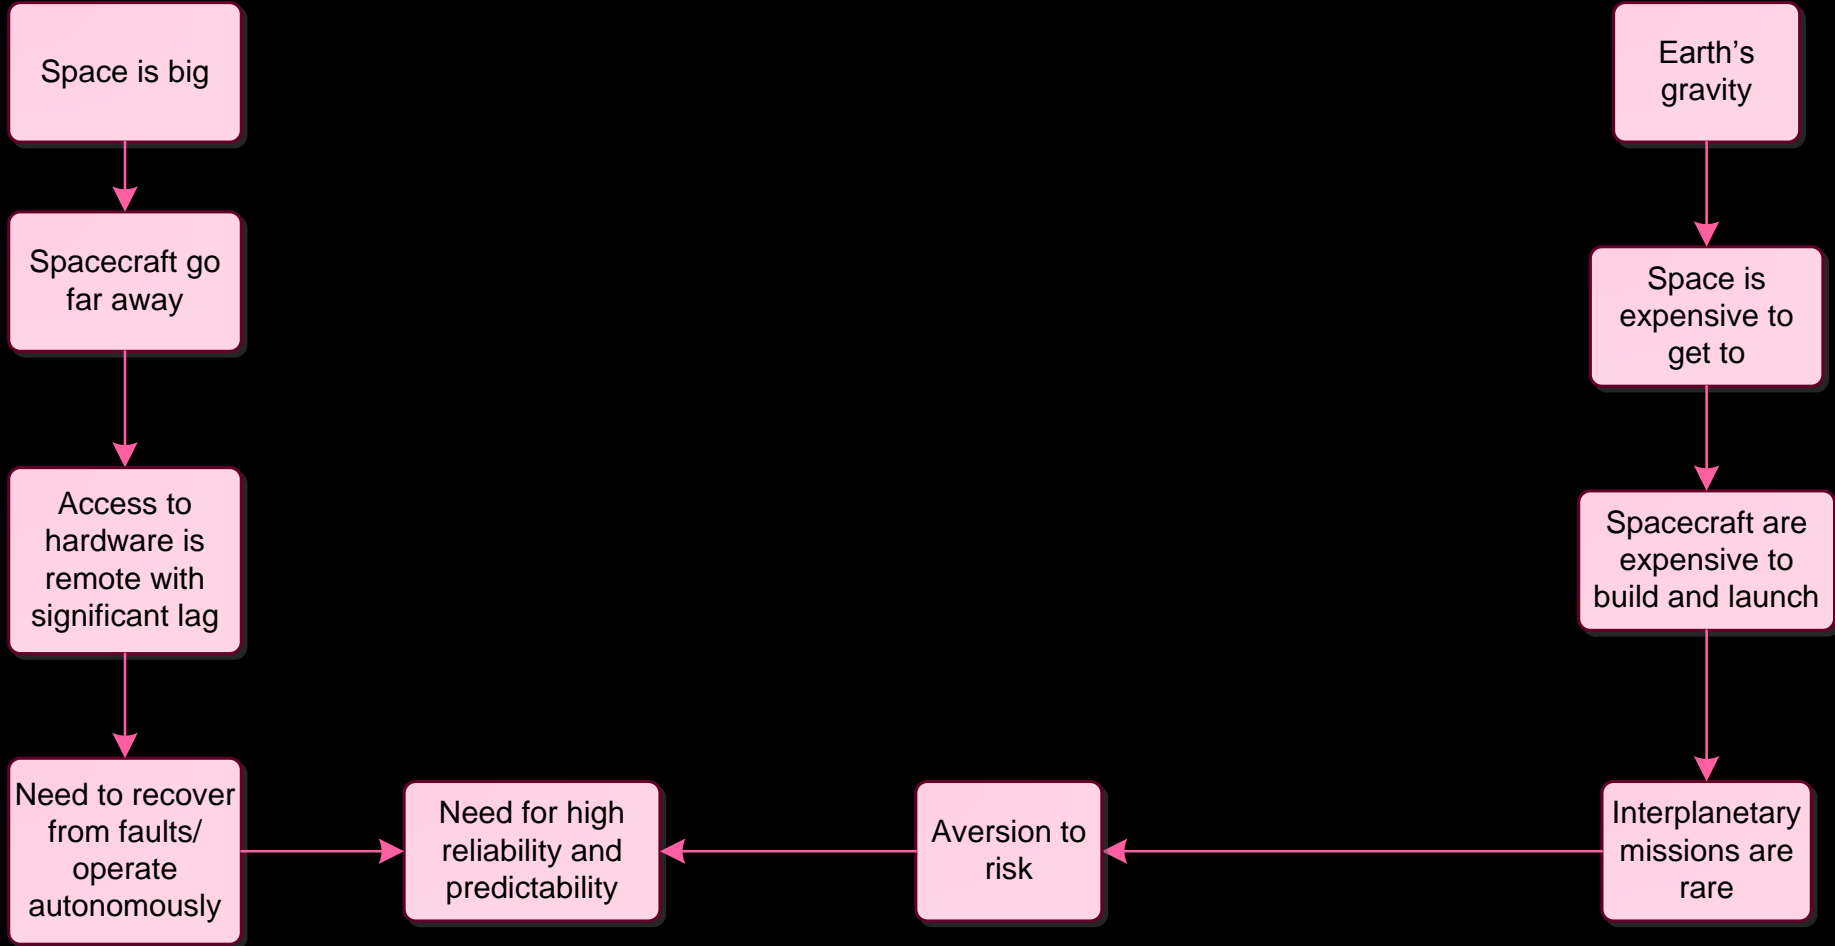 Space is big
Spacecraft go
far away
Access to
hardware is
remote with
significant lag
Need to recover
from faults/
operate
autonomously
Need for high
reliability and
predictability
Aversion to
risk
Earth’s
gravity
Space is
expensive to
get to
Spacecraft are
expensive to
build and launch
Interplanetary
missions are
rare